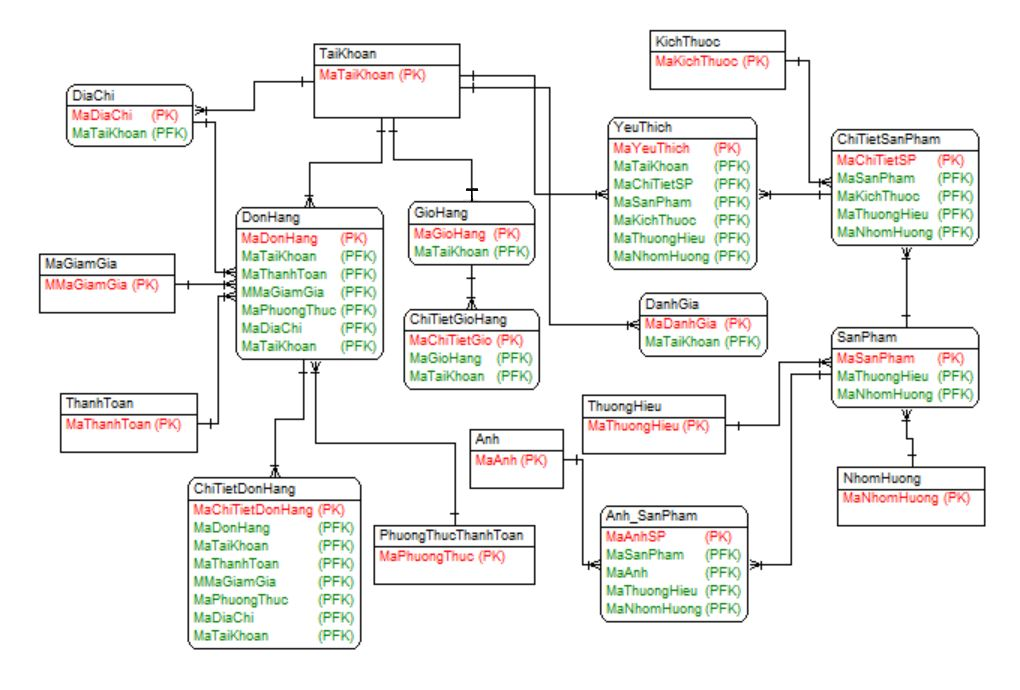 TaiKhoan
MaTaiKhoan (PK)
KichThuoc
MaKichThuoc (PK)
DiaChi
MaDiaChi (PK)
MaTaiKhoan (PFK)
YeuThich
MaYeuThich (PK)
MaTaiKhoan (PFK)
MaChiTietSP (PFK)
MaSanPham (PFK)
MaKichThuoc (PFK)
MaThuongHieu (PFK)
MaNhomHuong (PFK)
ChiTietSanPham
MaChiTietSP (PK)
MaSanPham (PFK)
MaKichThuoc (PFK)
MaThuongHieu (PFK)
MaNhomHuong (PFK)
DonHang
MaDonHang (PK)
MaTaiKhoan (PFK)
MaThanhToan (PFK)
MMaGiamGia (PFK)
MaPhuongThuc (PFK)
MaDiaChi (PFK)
MaTaiKhoan (PFK)
GioHang
MaGioHang (PK)
MaTaiKhoan (PFK)
MaGiamGia
MMaGiamGia (PK)
ChiTietGioHang
MaChiTietGio (PK)
MaGioHang (PFK)
MaTaiKhoan (PFK)
DanhGia
MaDanhGia (PK)
MaTaiKhoan (PFK)
SanPham
MaSanPham (PK)
MaThuongHieu (PFK)
MaNhomHuong (PFK)
ThanhToan
MaThanhToan (PK)
ThuongHieu
MaThuongHieu (PK)
Anh
MaAnh (PK)
NhomHuong
MaNhomHuong (PK)
ChiTietDonHang
MaChiTietDonHang (PK)
MaDonHang (PFK)
MaTaiKhoan (PFK)
MaThanhToan (PFK)
MMaGiamGia (PFK)
MaPhuongThuc (PFK)
MaDiaChi (PFK)
MaTaiKhoan (PFK)
PhuongThucThanhToan
MaPhuongThuc (PK)
Anh_SanPham
MaAnhSP (PK)
MaSanPham (PFK)
MaAnh (PFK)
MaThuongHieu (PFK)
MaNhomHuong (PFK)